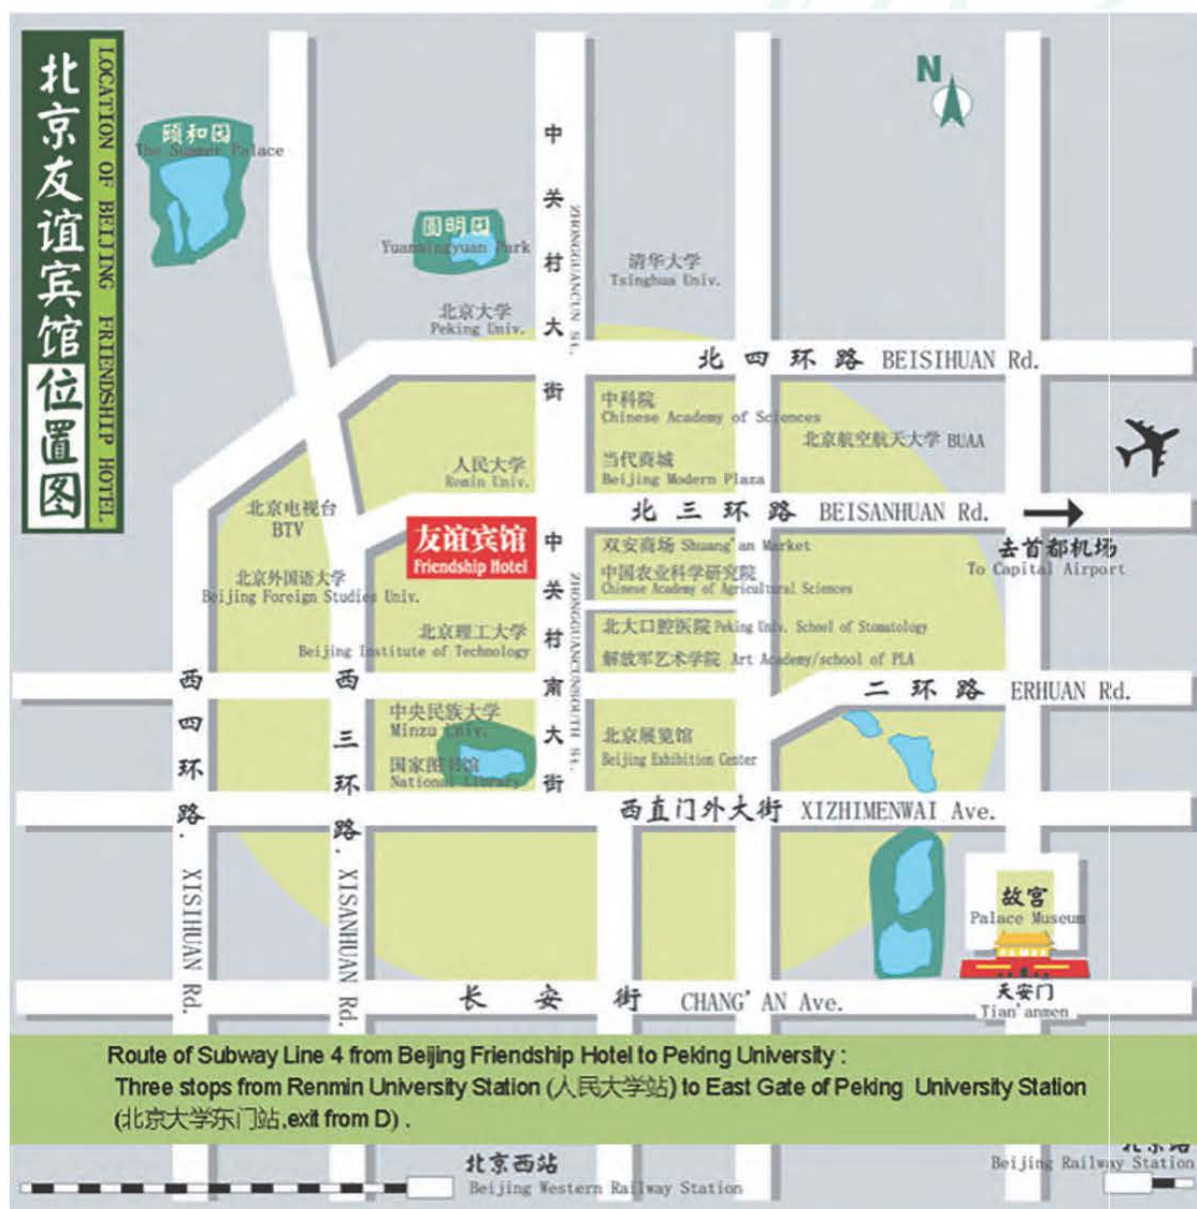 北京友谊宾馆位置图
LOCATION OF BEIJING FRIENDSHIP HOTEL.
N
颐和园
The Summer Palace
圆明园
Yuanmingyuan Park
中关村大街
ZHONGGUANCUN St.
清华大学
Tsinghua Univ.
北京大学
Peking Univ.
北四环路 BEISIHUAN Rd.
中科院
Chinese Academy of Sciences
北京航空航天大学 BUAA
人民大学
Remin Univ.
当代商城
Beijing Modern Plaza
北京电视台
BTV
北三环路 BEISANHUAN Rd.
友谊宾馆
Friendship Hotel
去首都机场
To Capital Airport
双安商场 Shuang'an Market
中国农业科学研究院
Chinese Academy of Agricultural Sciences
北京外国语大学
Beijing Foreign Studies Univ.
中关村南大街
ZHONGGUANCUNSOUTH St.
北大口腔医院 Peking Univ. School of Stomatology
北京理工大学
Beijing Institute of Technology
解放军艺术学院 Art Academy/school of PLA
二环路 ERHUAN Rd.
西四环路.
XISIHUAN Rd.
西三环路.
XISANHUAN Rd.
中央民族大学
Minzu Univ.
北京展览馆
Beijing Exhibition Center
国家图书馆
National Library
西直门外大街 XIZHIMENWAI Ave.
故宫
Palace Museum
天安门
Tian'anmen
长安街 CHANG'AN Ave.
Route of Subway Line 4 from Beijing Friendship Hotel to Peking University :
Three stops from Renmin University Station (人民大学站) to East Gate of Peking University Station
(北京大学东门站,exit from D) .
北京西站
Beijing Western Railway Station
北京站
Beijing Railway Station